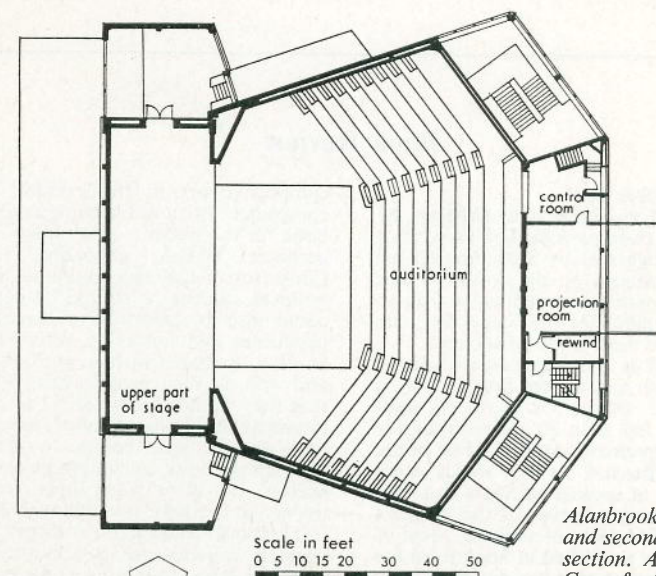 control
room
auditorium
projection
room
rewind
upper part
of stage
Alanbrook
and second
section. A
scale in feet
0 5 10 15 20 30 40 50